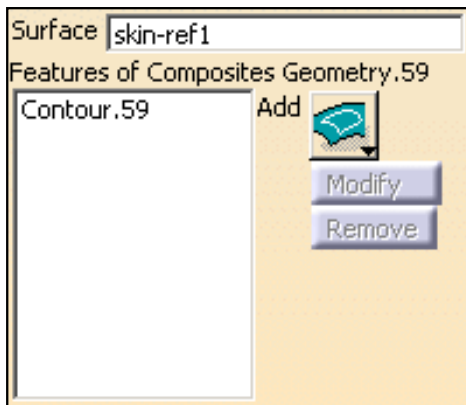 Surface skin-ref1
Features of Composites Geometry.59
Contour.59 Add
Modify
Remove